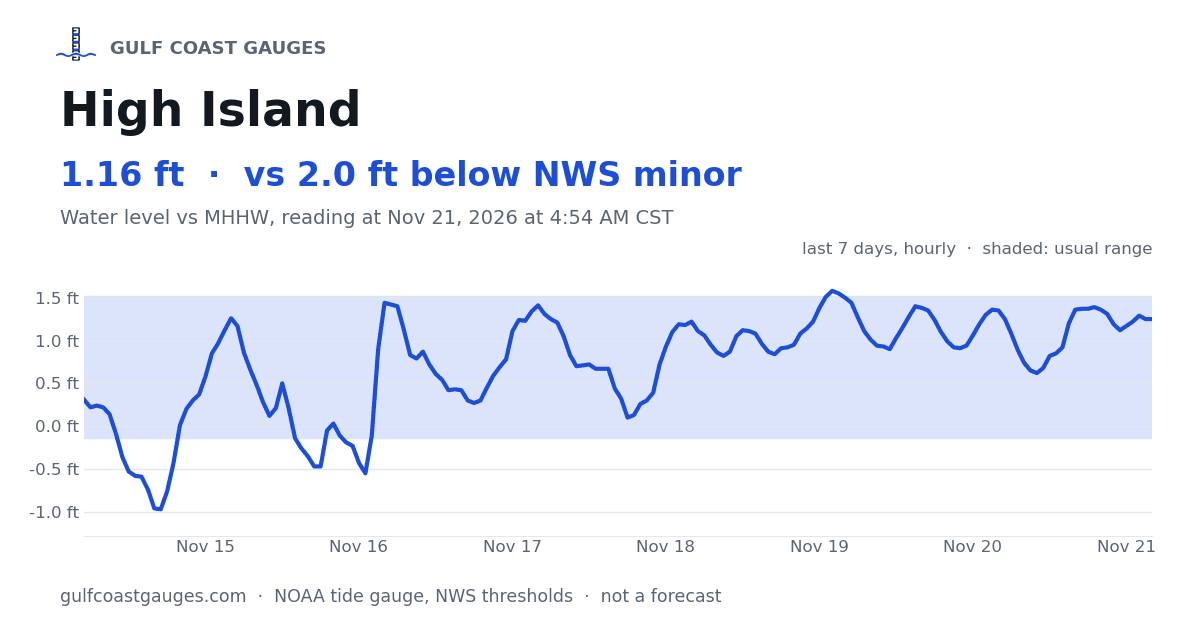 GULF COAST GAUGES
High Island
1.16 ft · vs 2.0 ft below NWS minor
Water level vs MHHW, reading at Nov 21, 2026 at 4:54 AM CST
last 7 days, hourly · shaded: usual range
1.5 ft
1.0 ft
0.5 ft
0.0 ft
-0.5 ft
-1.0 ft
Nov 15 Nov 16 Nov 17 Nov 18 Nov 19 Nov 20 Nov 21
gulfcoastgauges.com · NOAA tide gauge, NWS thresholds · not a forecast